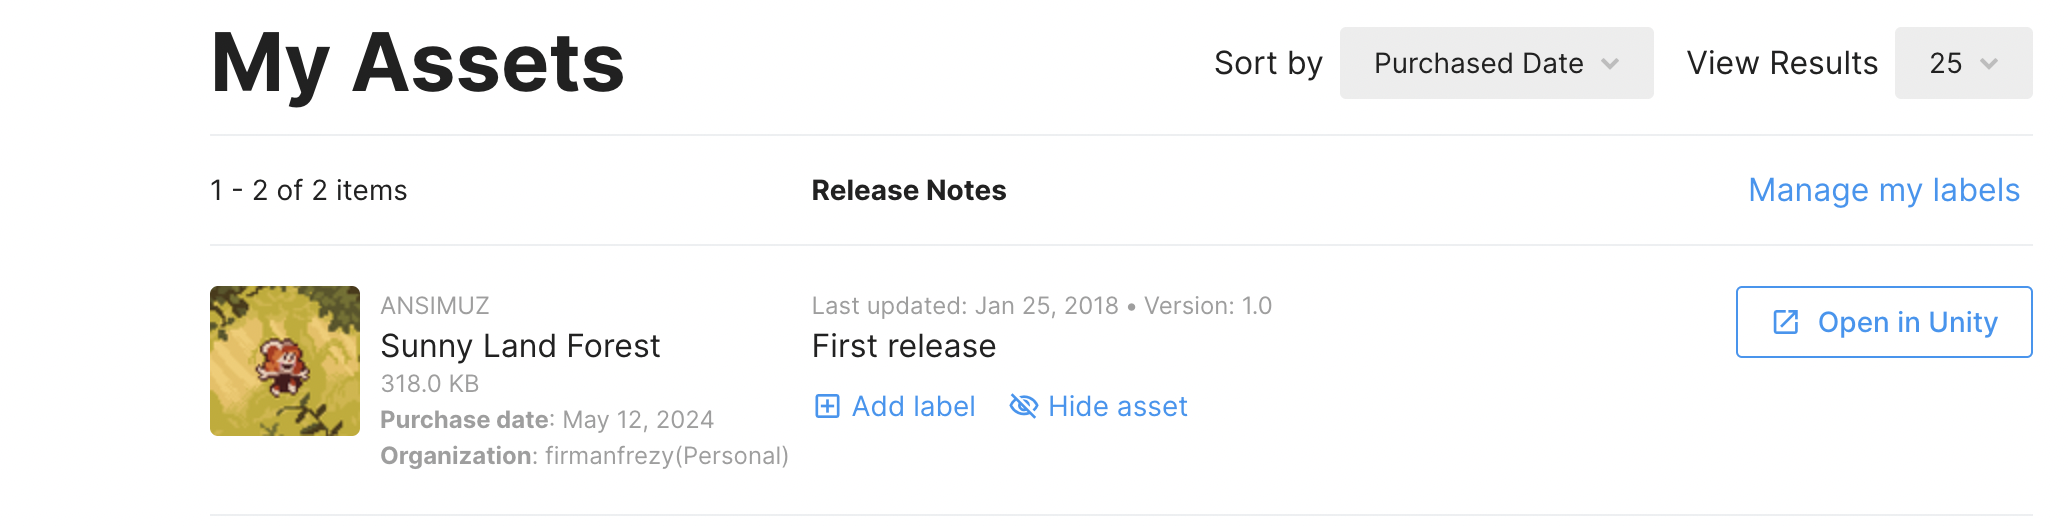 My Assets
Sort by Purchased Date View Results 25
1 - 2 of 2 items Release Notes Manage my labels
ANSIMUZ
Sunny Land Forest
318.0 KB
Purchase date: May 12, 2024
Organization: firmanfrezy(Personal)
Last updated: Jan 25, 2018 • Version: 1.0
First release
Add label Hide asset
Open in Unity